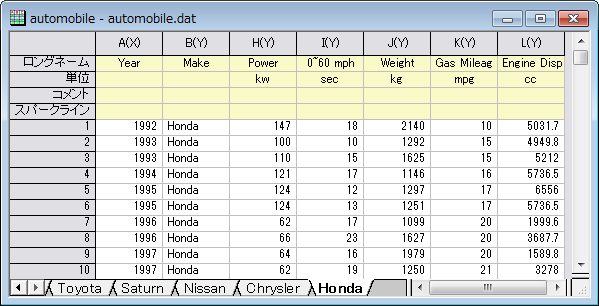 automobile - automobile.dat
A(X) B(Y) H(Y) I(Y) J(Y) K(Y) L(Y)
ロングネーム Year Make Power 0~60 mph Weight Gas Mileag Engine Disp
単位 kw sec kg mpg cc
コメント
スパークライン
1 1992 Honda 147 18 2140 10 5031.7
2 1993 Honda 100 10 1292 15 4949.8
3 1993 Honda 110 15 1625 15 5212
4 1994 Honda 121 17 1146 16 5736.5
5 1995 Honda 124 12 1297 17 6556
5 1995 Honda 124 13 1251 17 5736.5
7 1996 Honda 62 17 1099 20 1999.6
8 1996 Honda 66 23 1627 20 3687.7
9 1997 Honda 64 16 1979 20 1589.8
10 1997 Honda 62 19 1250 21 3278
Toyota Saturn Nissan Chrysler Honda